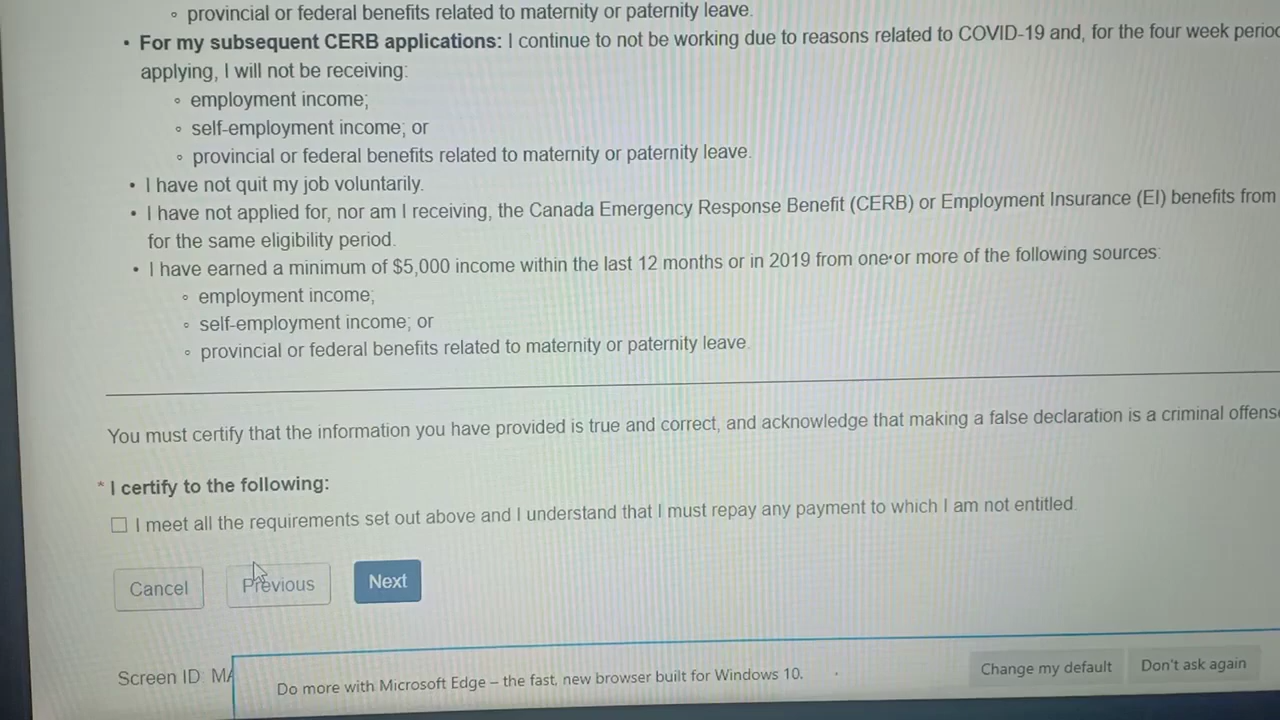 ◦ provincial or federal benefits related to maternity or paternity leave.
• For my subsequent CERB applications: I continue to not be working due to reasons related to COVID-19 and, for the four week
applying, I will not be receiving:
◦ employment income;
◦ self-employment income; or
◦ provincial or federal benefits related to maternity or paternity leave.
• I have not quit my job voluntarily.
• I have not applied for, nor am I receiving, the Canada Emergency Response Benefit (CERB) or Employment Insurance (EI) benefits from
for the same eligibility period.
• I have earned a minimum of $5,000 income within the last 12 months or in 2019 from one or more of the following sources:
◦ employment income;
◦ self-employment income; or
◦ provincial or federal benefits related to maternity or paternity leave.
You must certify that the information you have provided is true and correct, and acknowledge that making a false declaration is a criminal
* I certify to the following:
I meet all the requirements set out above and I understand that I must repay any payment to which I am not entitled.
Cancel Previous Next
Screen ID: MA
Do more with Microsoft Edge – the fast, new browser built for Windows 10. Change my default Don't ask again